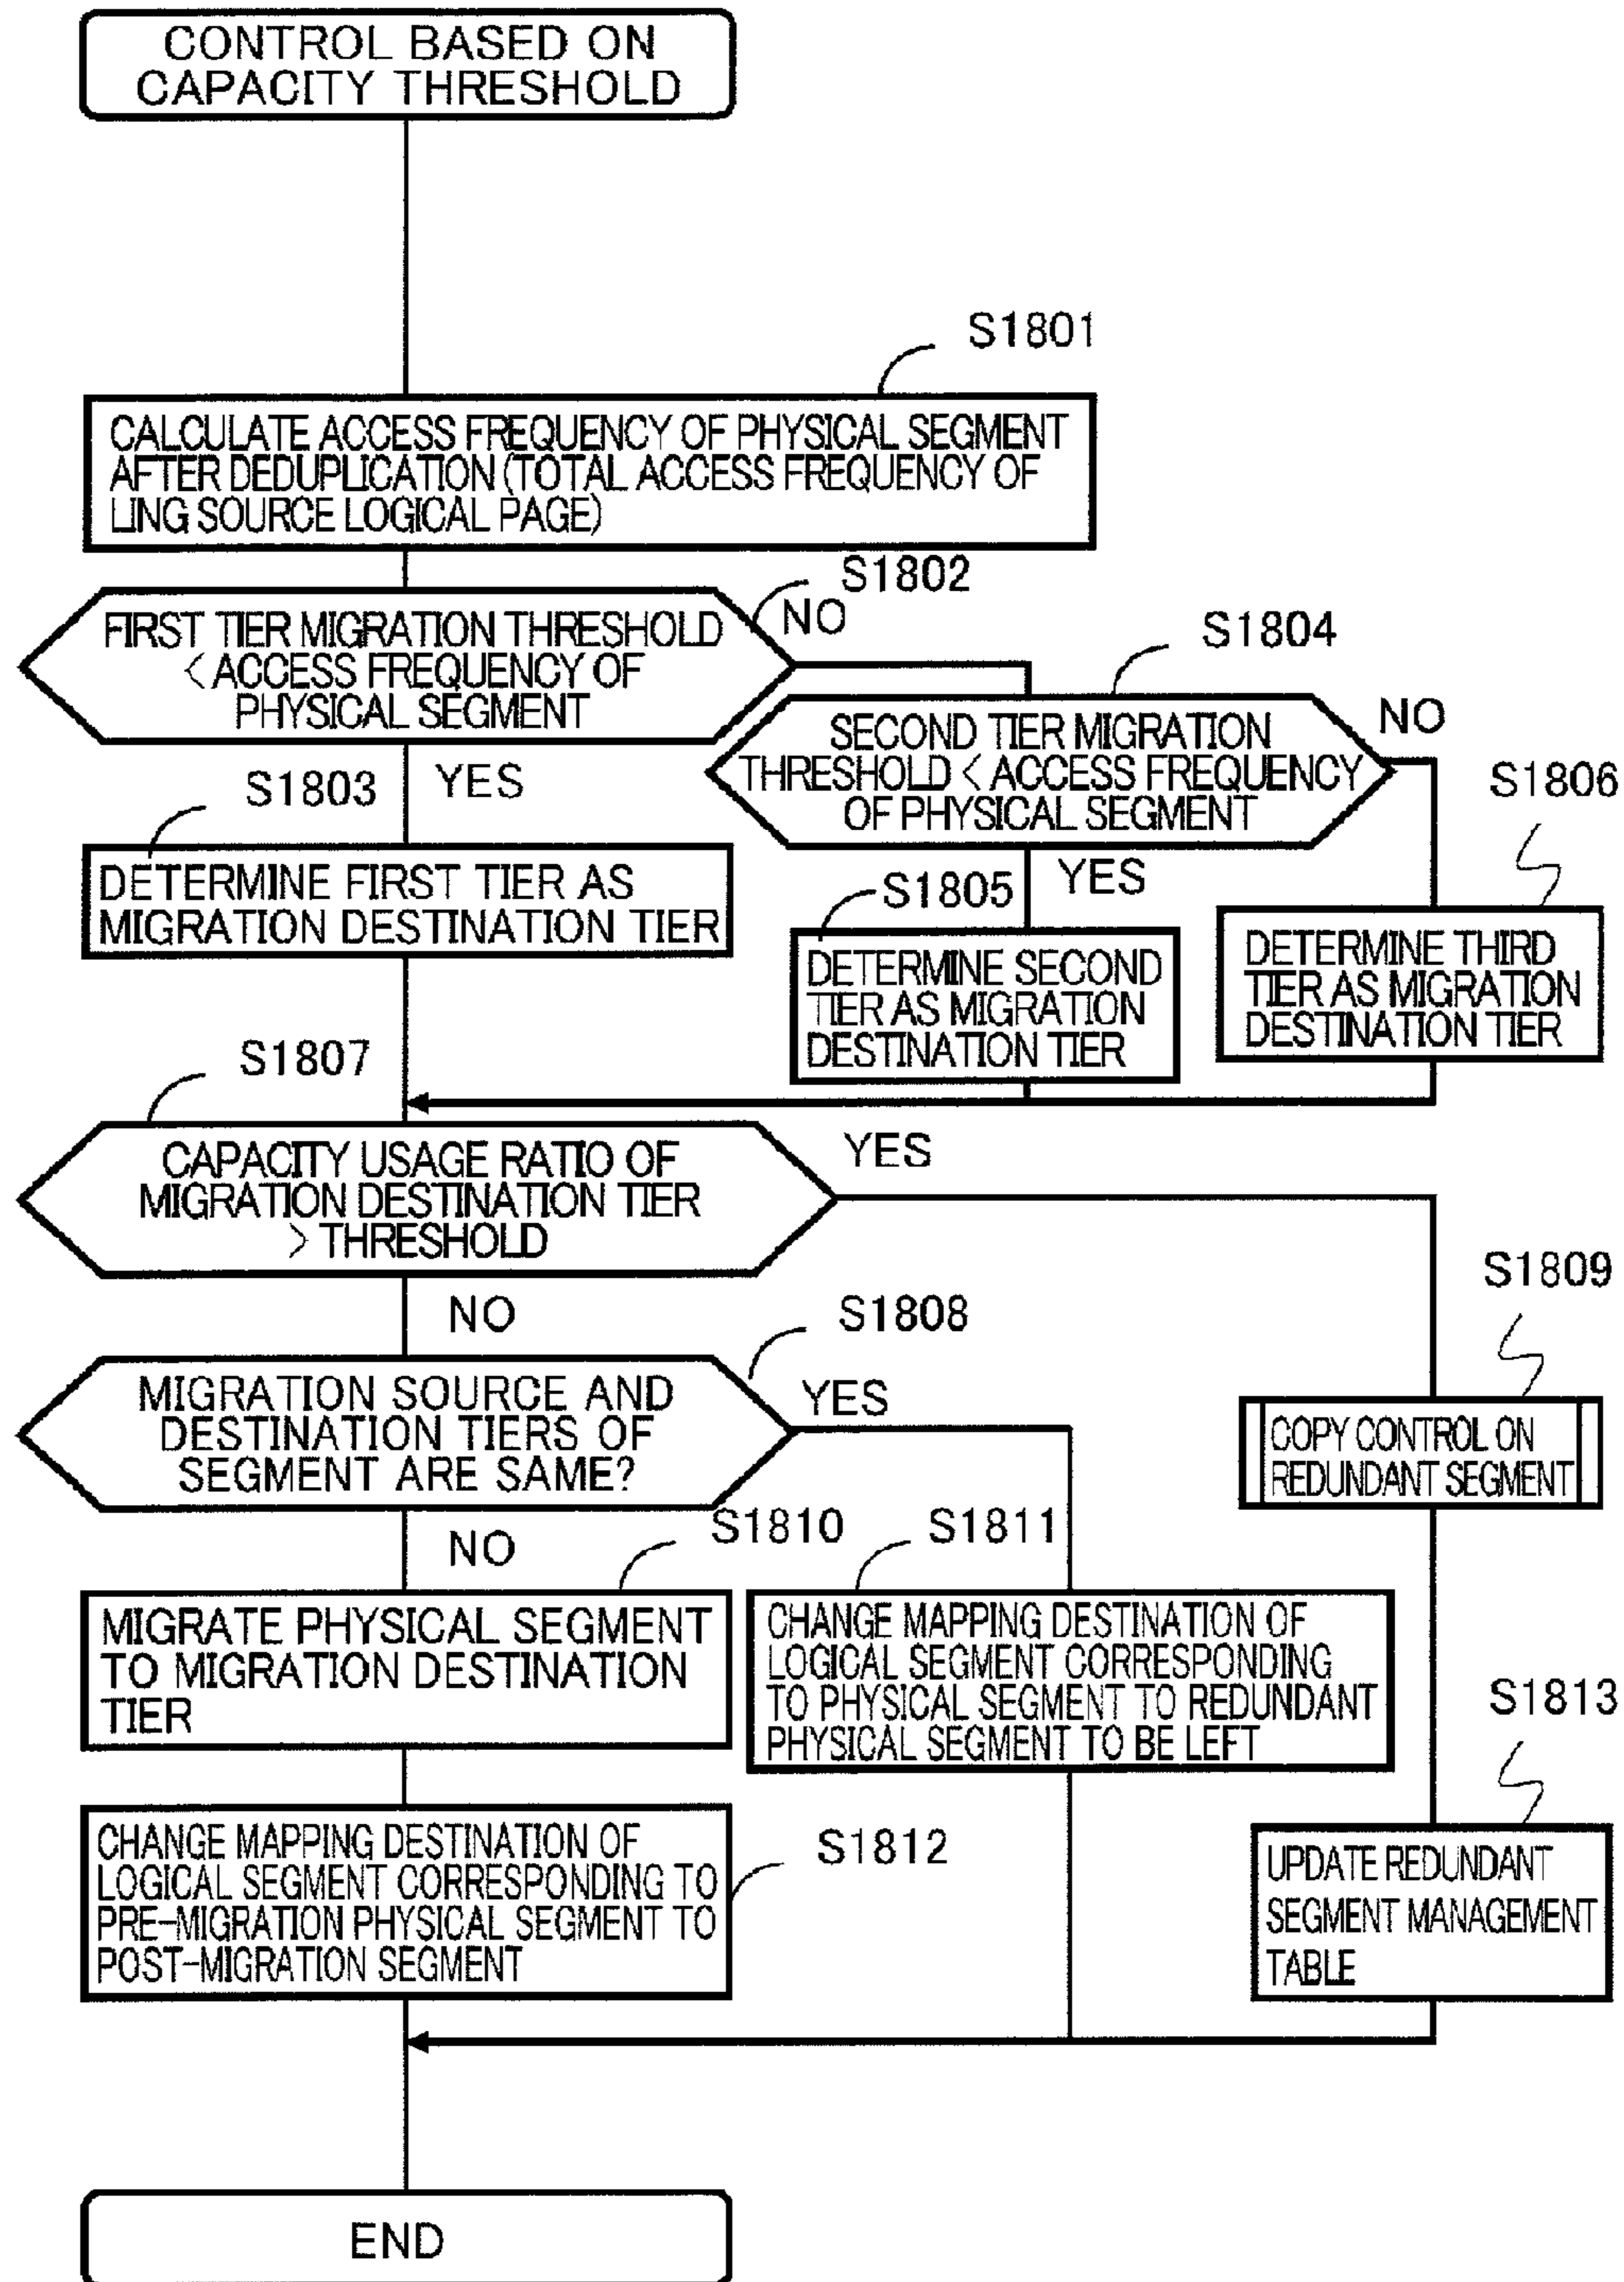 CONTROL BASED ON
CAPACITY THRESHOLD
S1801
CALCULATE ACCESS FREQUENCY OF PHYSICAL SEGMENT
AFTER DEDUPLICATION (TOTAL ACCESS FREQUENCY OF
LING SOURCE LOGICAL PAGE)
S1802
FIRST TIER MIGRATION THRESHOLD
< ACCESS FREQUENCY OF
PHYSICAL SEGMENT
NO
YES
S1804
SECOND TIER MIGRATION
THRESHOLD < ACCESS FREQUENCY
OF PHYSICAL SEGMENT
NO
YES
S1803
DETERMINE FIRST TIER AS
MIGRATION DESTINATION TIER
S1805
DETERMINE SECOND
TIER AS MIGRATION
DESTINATION TIER
S1806
DETERMINE THIRD
TIER AS MIGRATION
DESTINATION TIER
S1807
CAPACITY USAGE RATIO OF
MIGRATION DESTINATION TIER
> THRESHOLD
YES
NO
S1808
MIGRATION SOURCE AND
DESTINATION TIERS OF
SEGMENT ARE SAME?
YES
NO
S1809
COPY CONTROL ON
REDUNDANT SEGMENT
S1810
MIGRATE PHYSICAL SEGMENT
TO MIGRATION DESTINATION
TIER
S1811
CHANGE MAPPING DESTINATION OF
LOGICAL SEGMENT CORRESPONDING
TO PHYSICAL SEGMENT TO REDUNDANT
PHYSICAL SEGMENT TO BE LEFT
S1812
CHANGE MAPPING DESTINATION OF
LOGICAL SEGMENT CORRESPONDING TO
PRE-MIGRATION PHYSICAL SEGMENT TO
POST-MIGRATION SEGMENT
S1813
UPDATE REDUNDANT
SEGMENT MANAGEMENT
TABLE
END